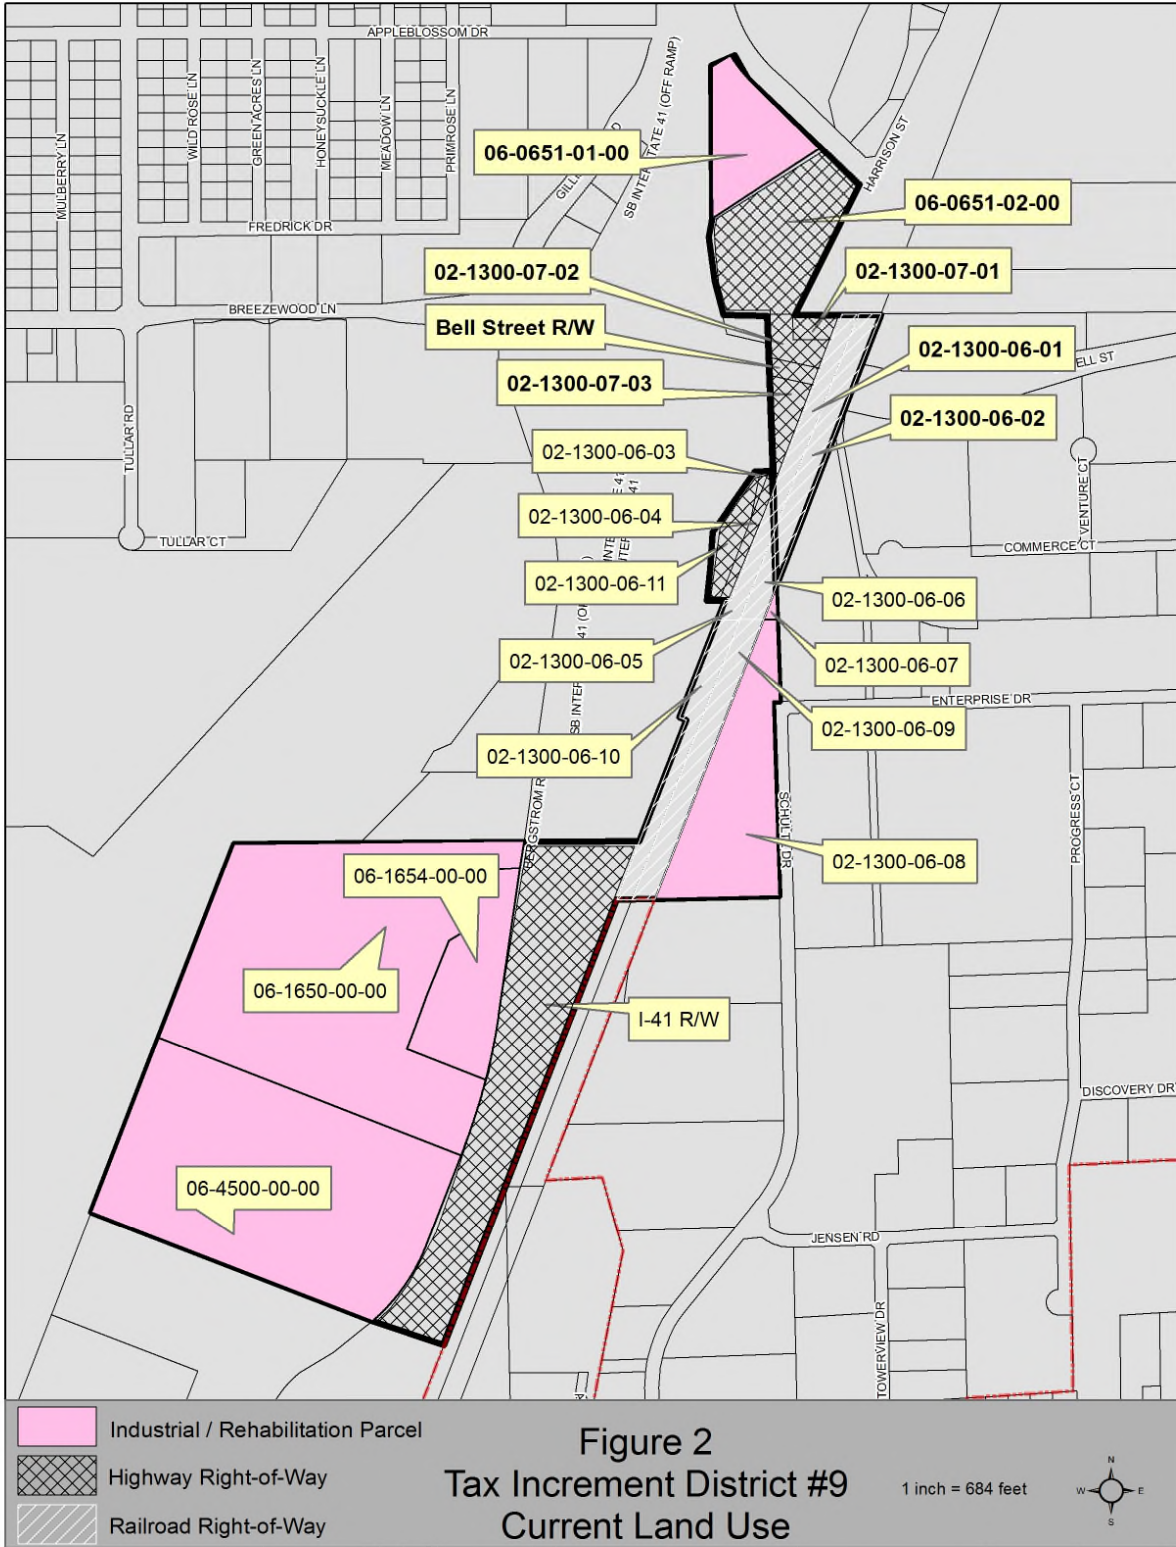 APPLEBLOSSOM DR
MULBERRY LN
WILD ROSE LN
GREEN ACRES LN
HONEYSUCKLE LN
MEADOW LN
PRIMROSE LN
SB INTERSTATE 41 (OFF RAMP)
HARRISON ST
06-0651-01-00
06-0651-02-00
FREDRICK DR
02-1300-07-02
02-1300-07-01
BREEZEWOOD LN
Bell Street R/W
02-1300-06-01
ELL ST
02-1300-07-03
02-1300-06-02
TULLAR RD
02-1300-06-03
VENTURE CT
02-1300-06-04
TULLAR CT
COMMERCE CT
02-1300-06-11
02-1300-06-06
02-1300-06-05
02-1300-06-07
ENTERPRISE DR
02-1300-06-09
02-1300-06-10
SB INTER
41 (OF
BERGSTROM R
SCHULTZ DR
PROGRESS CT
02-1300-06-08
06-1654-00-00
06-1650-00-00
I-41 R/W
DISCOVERY DR
06-4500-00-00
JENSEN RD
TOWERVIEW DR
Industrial / Rehabilitation Parcel
Highway Right-of-Way
Railroad Right-of-Way
Figure 2
Tax Increment District #9
Current Land Use
1 inch = 684 feet
N
W E
S